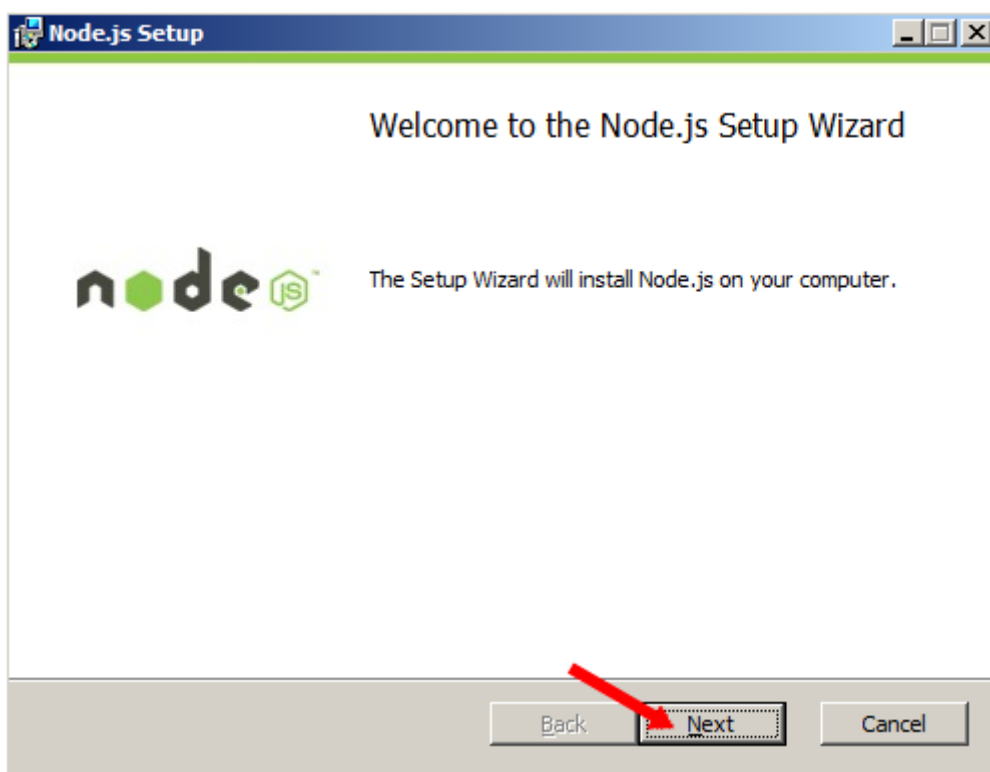 Node.js Setup
Welcome to the Node.js Setup Wizard
node JS™
The Setup Wizard will install Node.js on your computer.
Back Next Cancel